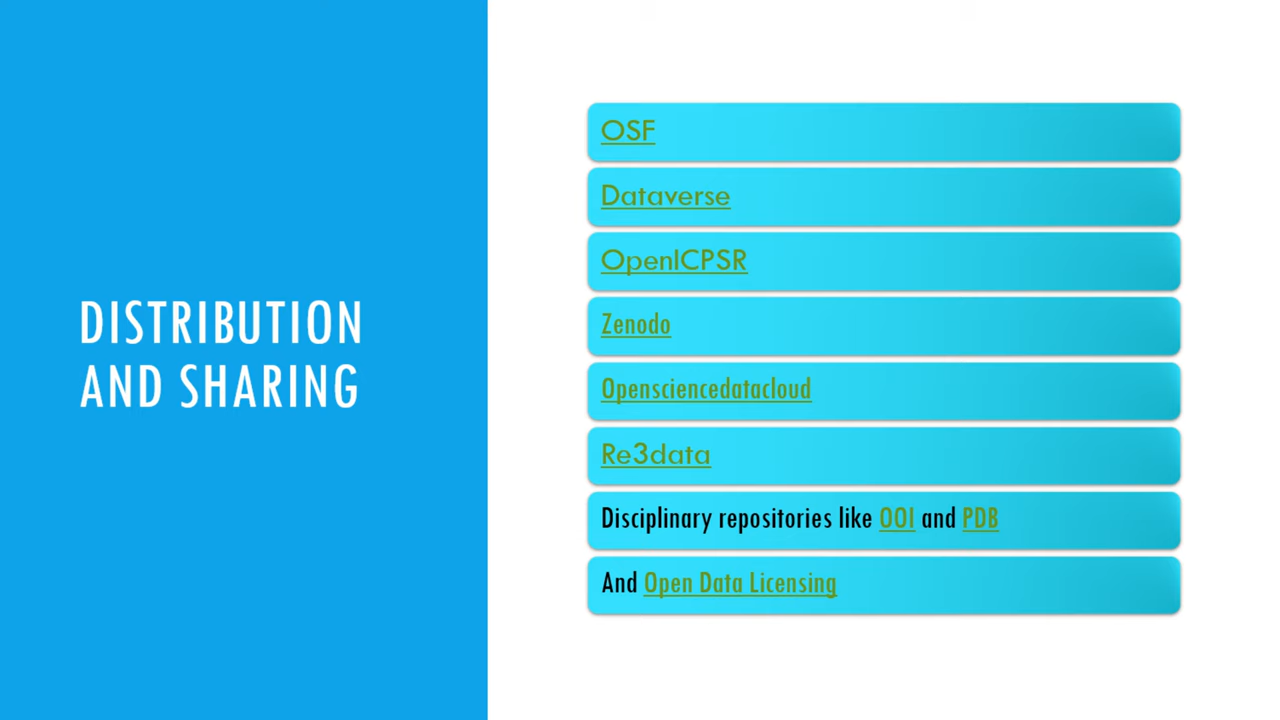 DISTRIBUTION
AND SHARING
OSF
Dataverse
OpenICPSR
Zenodo
Opensciencedatacloud
Re3data
Disciplinary repositories like OOI and PDB
And Open Data Licensing